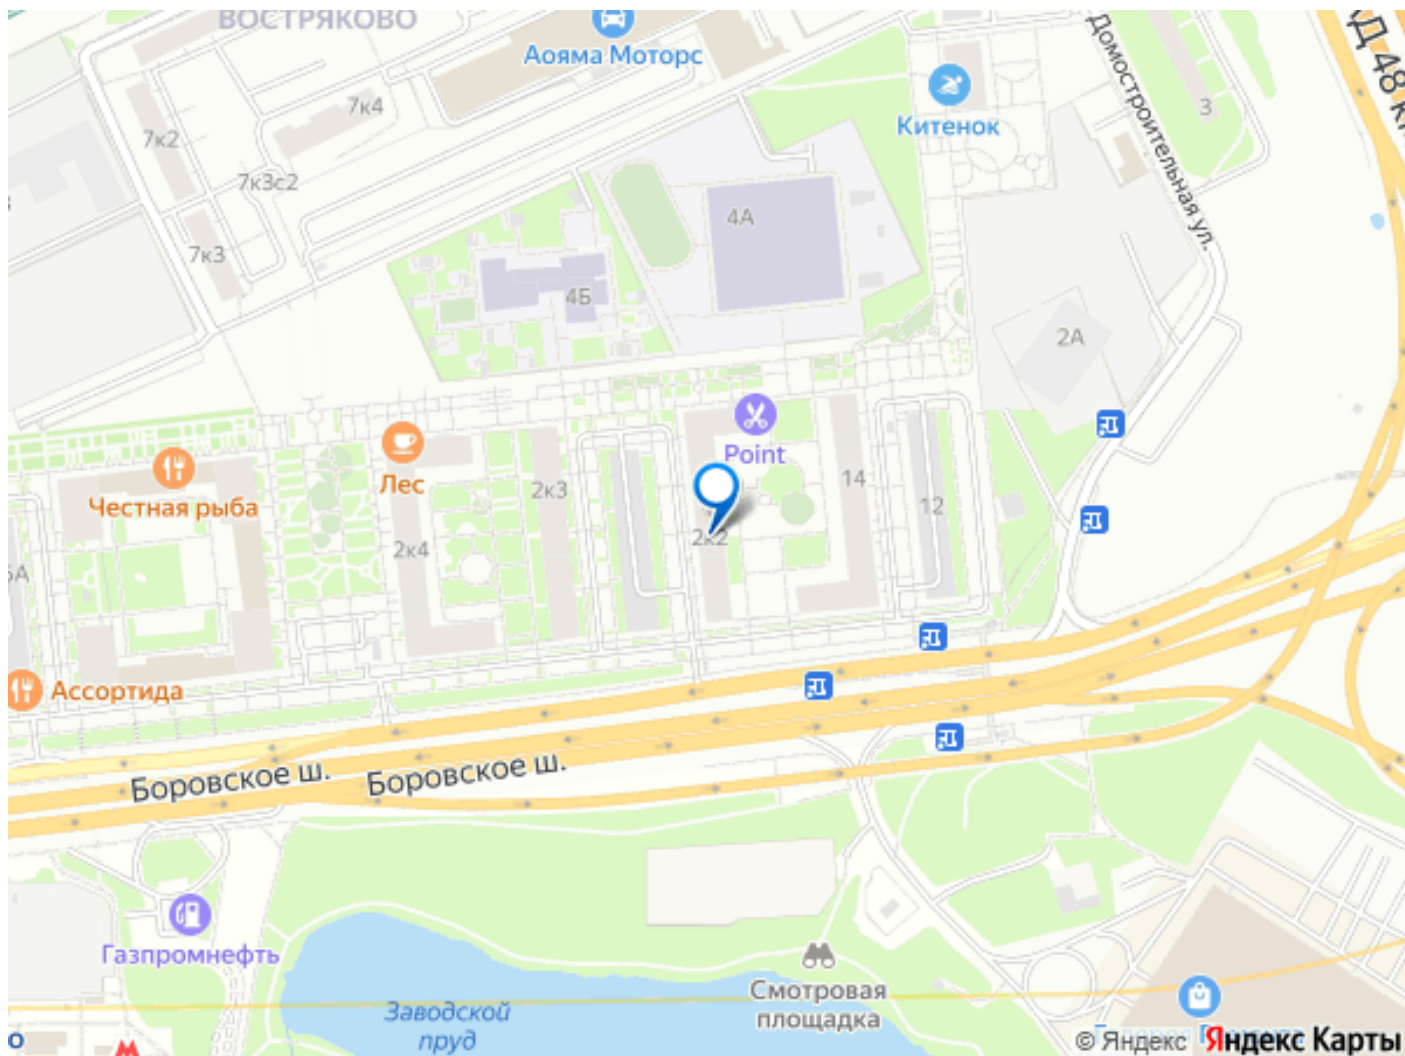 ВОСТРЯКОВО
Аояма Моторс
Домостроительная ул.
7к4
3
7к2
Китенок
7к3с2
4А
7к3
4Б
2А
Point
Лес
Честная рыба
2к3
14
12
2к4
2к2
Ассортида
Боровское ш.
Боровское ш.
Газпромнефть
Смотровая
площадка
Заводской
пруд
© Яндекс Яндекс Карты